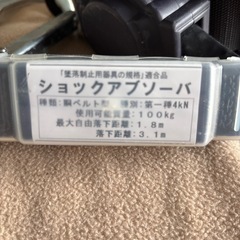 「墜落制止用器具の規格」適合品
ショックアブソーバ
種類：胴ベルト型 種別：第一種4kN
使用可能質量：100kg
最大自由落下距離：1.8m
落下距離：3.1m